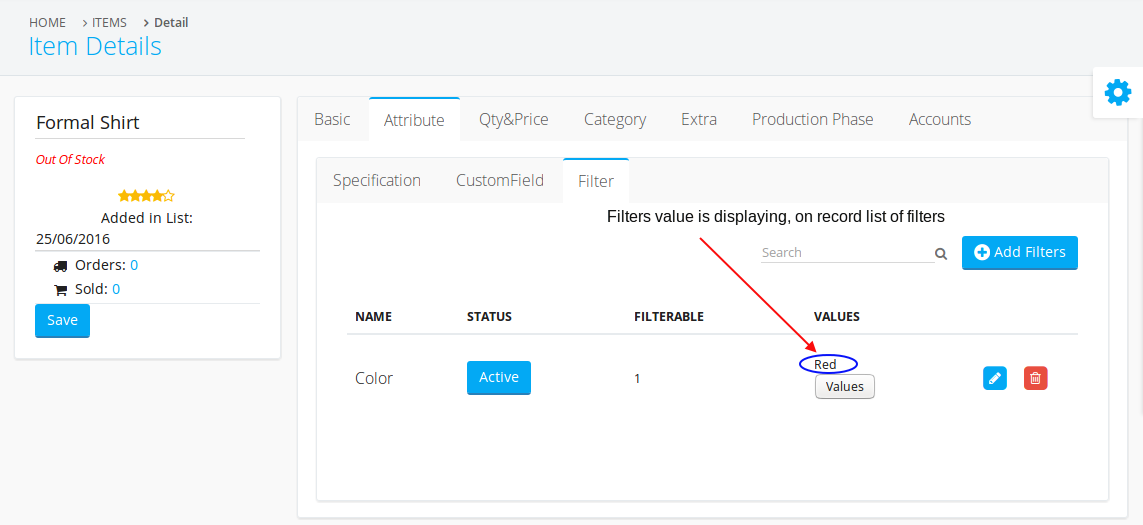 HOME > ITEMS > Detail
Item Details
Formal Shirt
Out Of Stock
Added in List:
25/06/2016
Orders: 0
Sold: 0
Save
Basic Attribute Qty&Price Category Extra Production Phase Accounts
Specification CustomField Filter
Filters value is displaying, on record list of filters
Search Add Filters
NAME STATUS FILTERABLE VALUES
Color Active 1 Red
Values